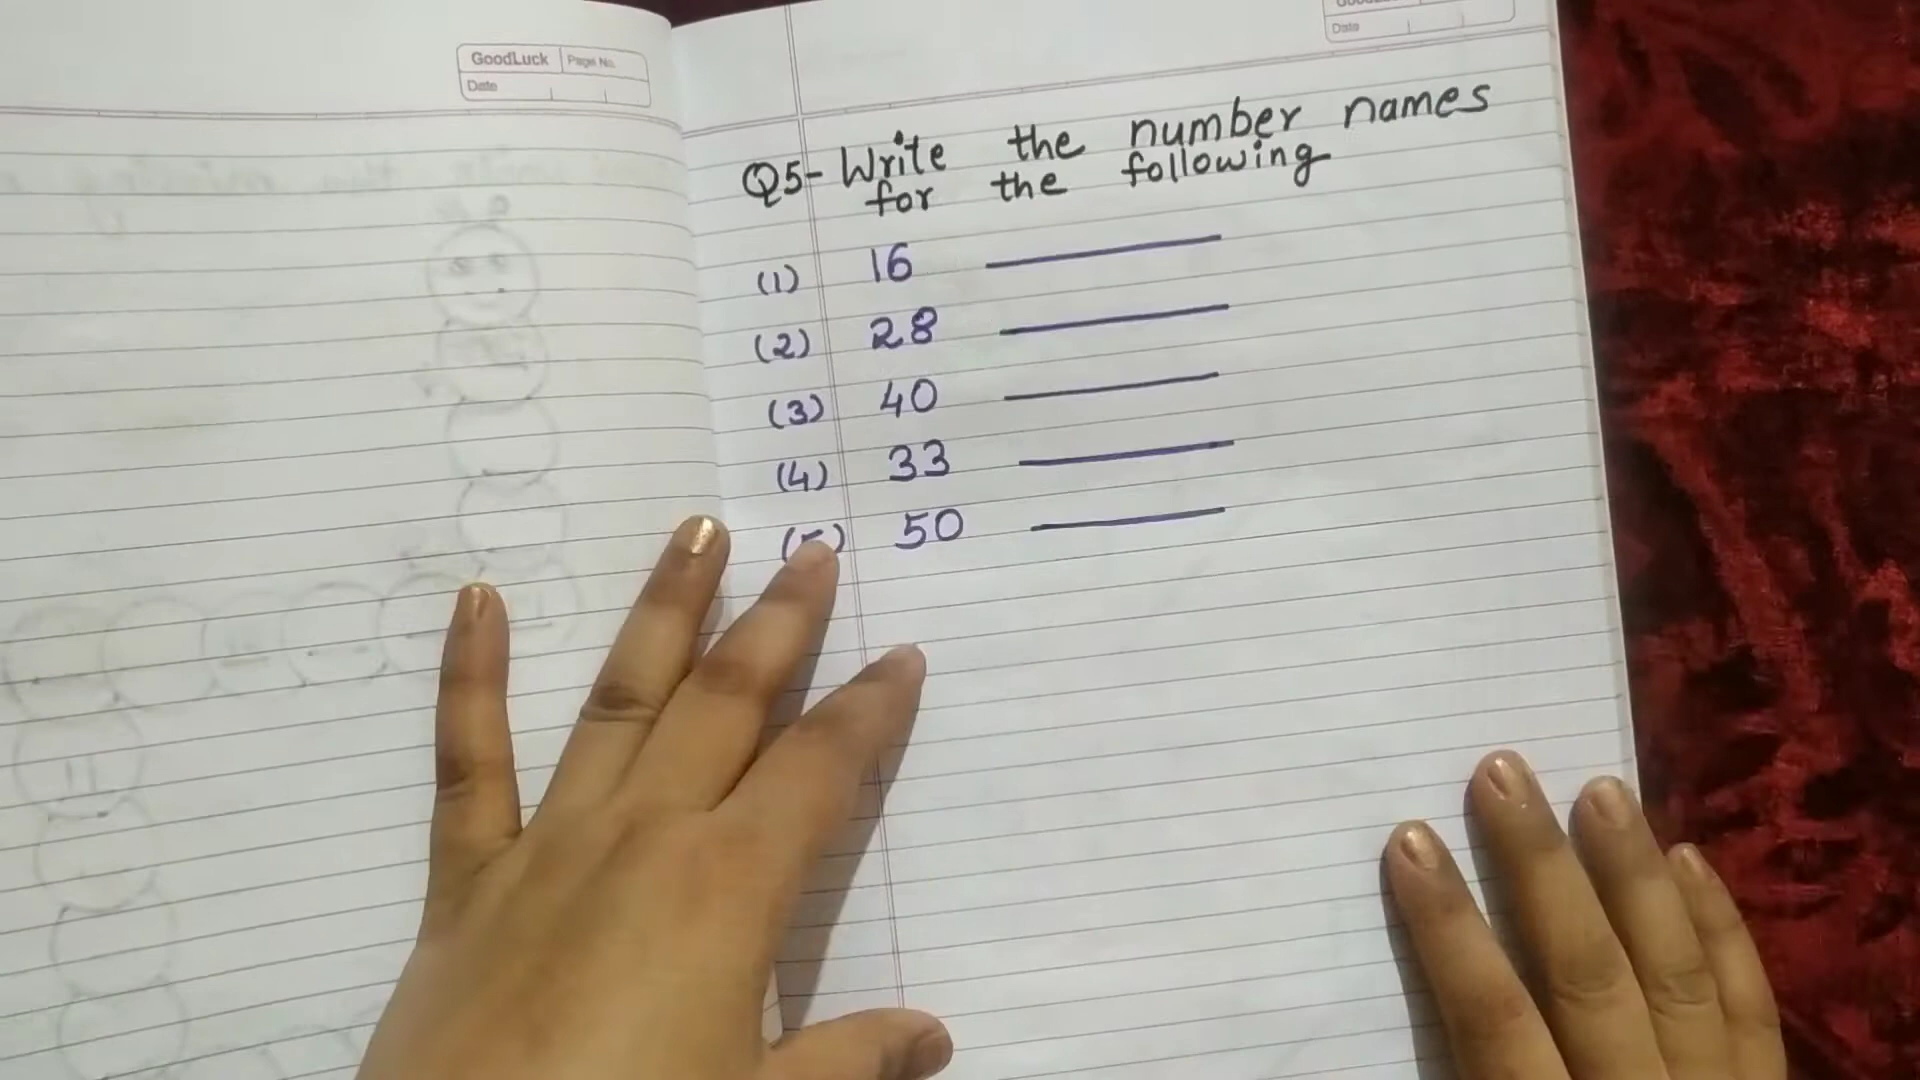 GoodLuck Page No.
Date
Date
Q5- Write the number names
for the following
(1) 16
(2) 28
(3) 40
(4) 33
(5) 50